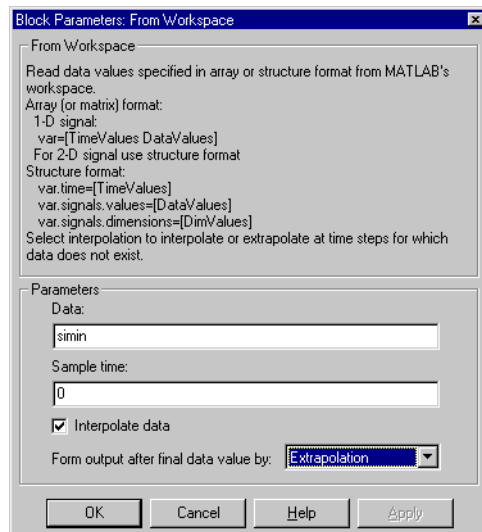 Block Parameters: From Workspace
From Workspace
Read data values specified in array or structure format from MATLAB's
workspace.
Array (or matrix) format:
1-D signal:
var=[TimeValues DataValues]
For 2-D signal use structure format
Structure format:
var.time=[TimeValues]
var.signals.values=[DataValues]
var.signals.dimensions=[DimValues]
Select interpolation to interpolate or extrapolate at time steps for which
data does not exist.
Parameters
Data:
simin
Sample time:
0
Interpolate data
Form output after final data value by: Extrapolation
OK Cancel Help Apply